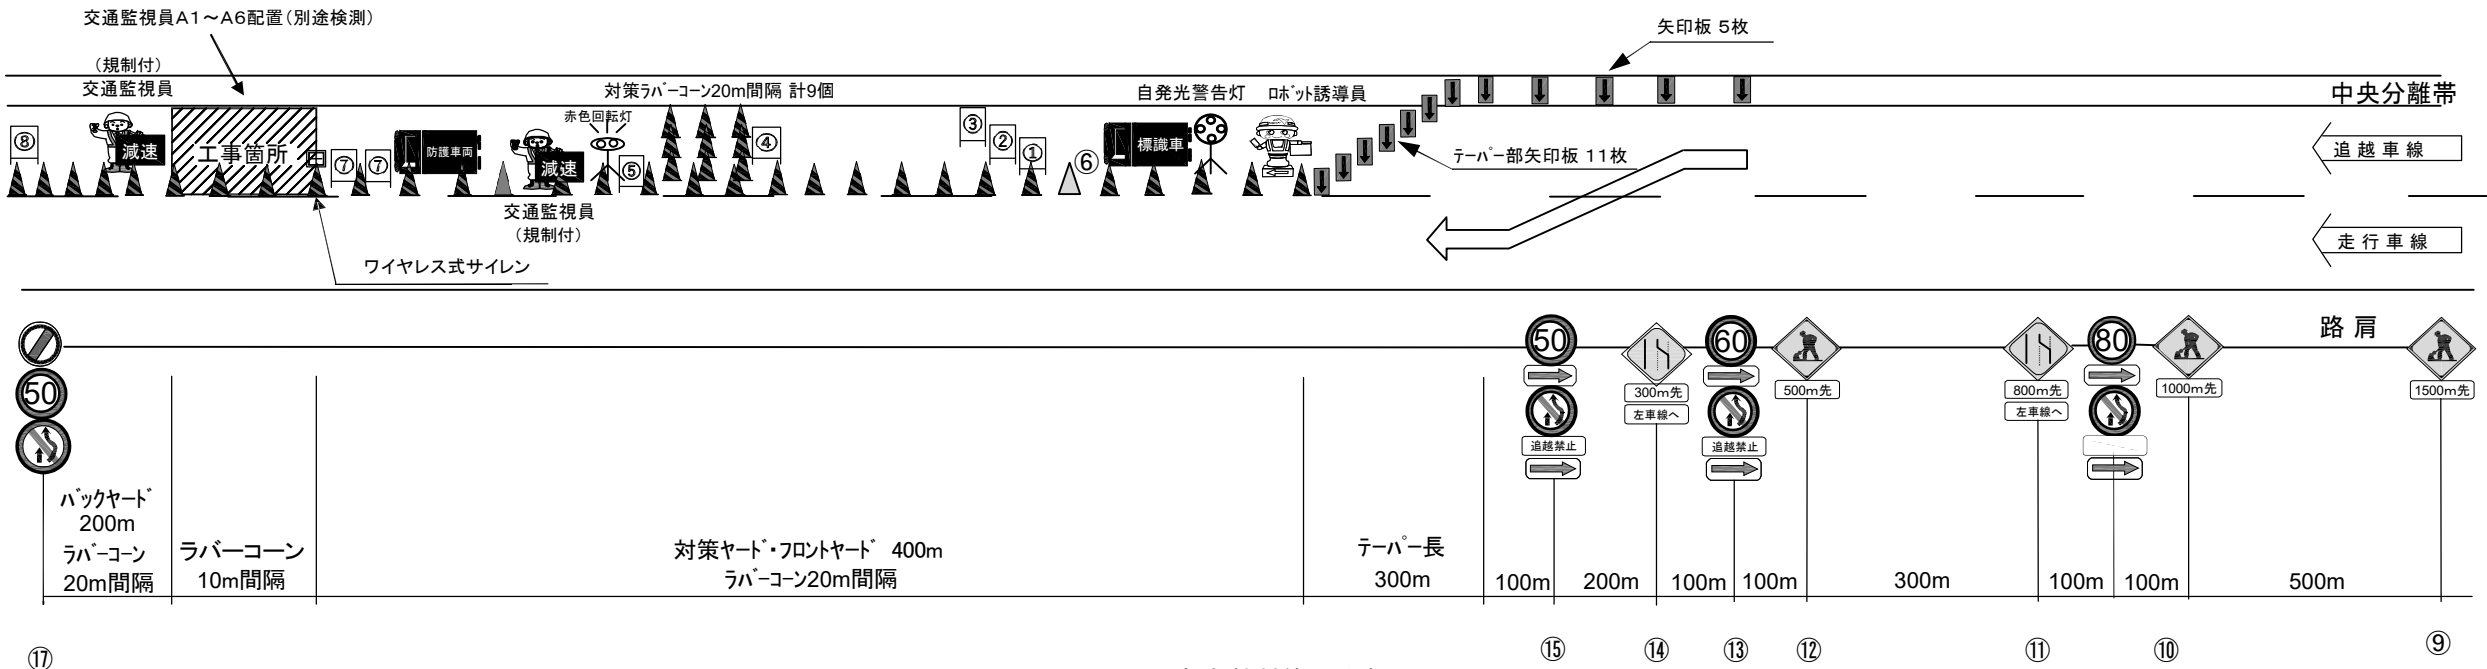 交通監視員A1～A6配置（別途検測）
矢印板 5枚
（規制付）
交通監視員
対策ﾗﾊﾞｰｺｰﾝ20m間隔 計9個
自発光警告灯
ﾛﾎﾞｯﾄ誘導員
中央分離帯
赤色回転灯
⑧
減速
工事箇所
⑦
⑦
防護車両
減速
⑤
④
③
②
①
⑥
標識車
ﾃｰﾊﾟｰ部矢印板 11枚
追越車線
交通監視員
（規制付）
走行車線
ワイヤレス式サイレン
路肩
50
50
300m先
左車線へ
追越禁止
60
追越禁止
500m先
800m先
左車線へ
80
1000m先
1500m先
ﾊﾞｯｸﾔｰﾄﾞ
200m
ﾗﾊﾞｰｺｰﾝ
20m間隔
ラバーコーン
10m間隔
対策ﾔｰﾄﾞ・ﾌﾛﾝﾄﾔｰﾄﾞ 400m
ﾗﾊﾞｰｺｰﾝ20m間隔
ﾃｰﾊﾟｰ長
300m
100m
200m
100m
100m
300m
100m
100m
500m
⑰
⑮
⑭
⑬
⑫
⑪
⑩
⑨